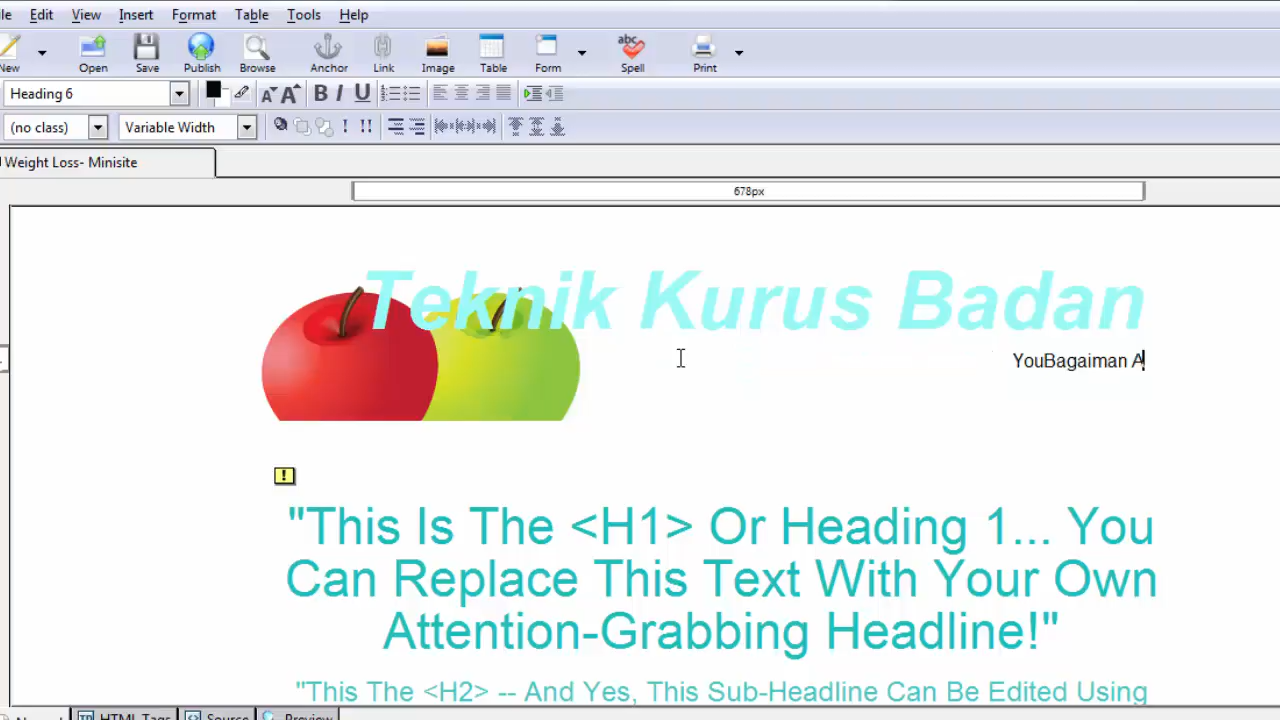 Edit View Insert Format Table Tools Help
New Open Save Publish Browse Anchor Link Image Table Form abc Spell Print
Heading 6 A A B I U
(no class) Variable Width ! !!
Weight Loss- Minisite
678px
Teknik Kurus Badan
YouBagaiman A
!
"This Is The <H1> Or Heading 1... You
Can Replace This Text With Your Own
Attention-Grabbing Headline!"
"This The <H2> -- And Yes, This Sub-Headline Can Be Edited Using
HTML Tags Source Preview